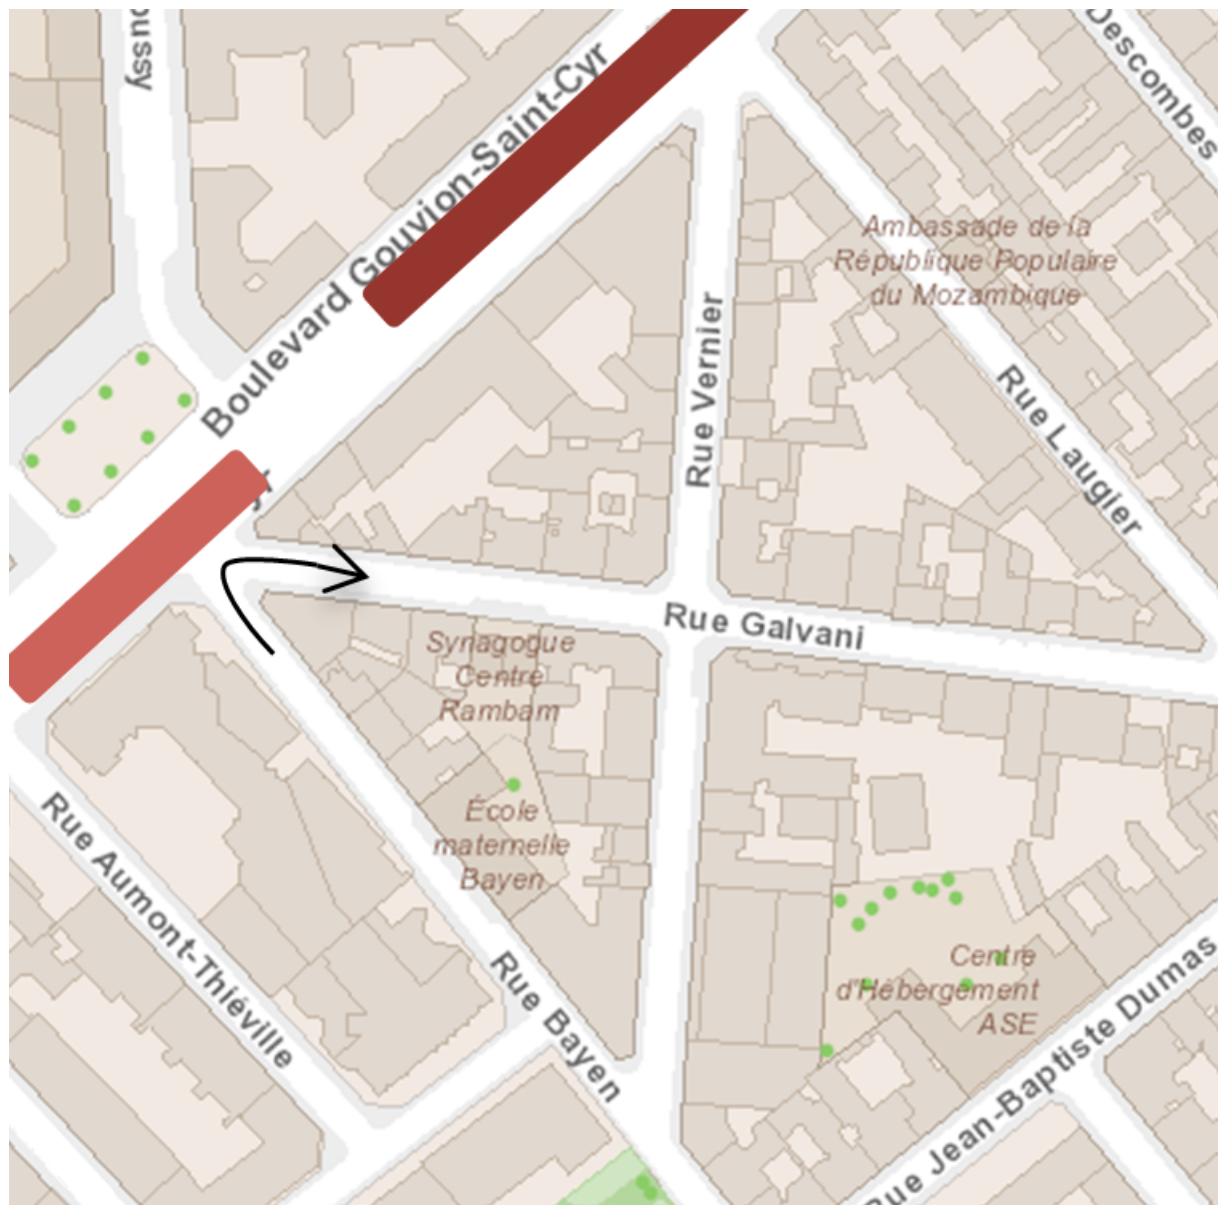 Descombes
Boulevard Gouvion-Saint-Cyr
Ambassade de la
République Populaire
du Mozambique
Rue Vernier
Rue Laugier
Rue Galvani
Synagogue
Centre
Rambam
École
maternelle
Bayen
Rue Aumont-Thiéville
Rue Bayen
Centre
d'Hébergement
ASE
Rue Jean-Baptiste Dumas